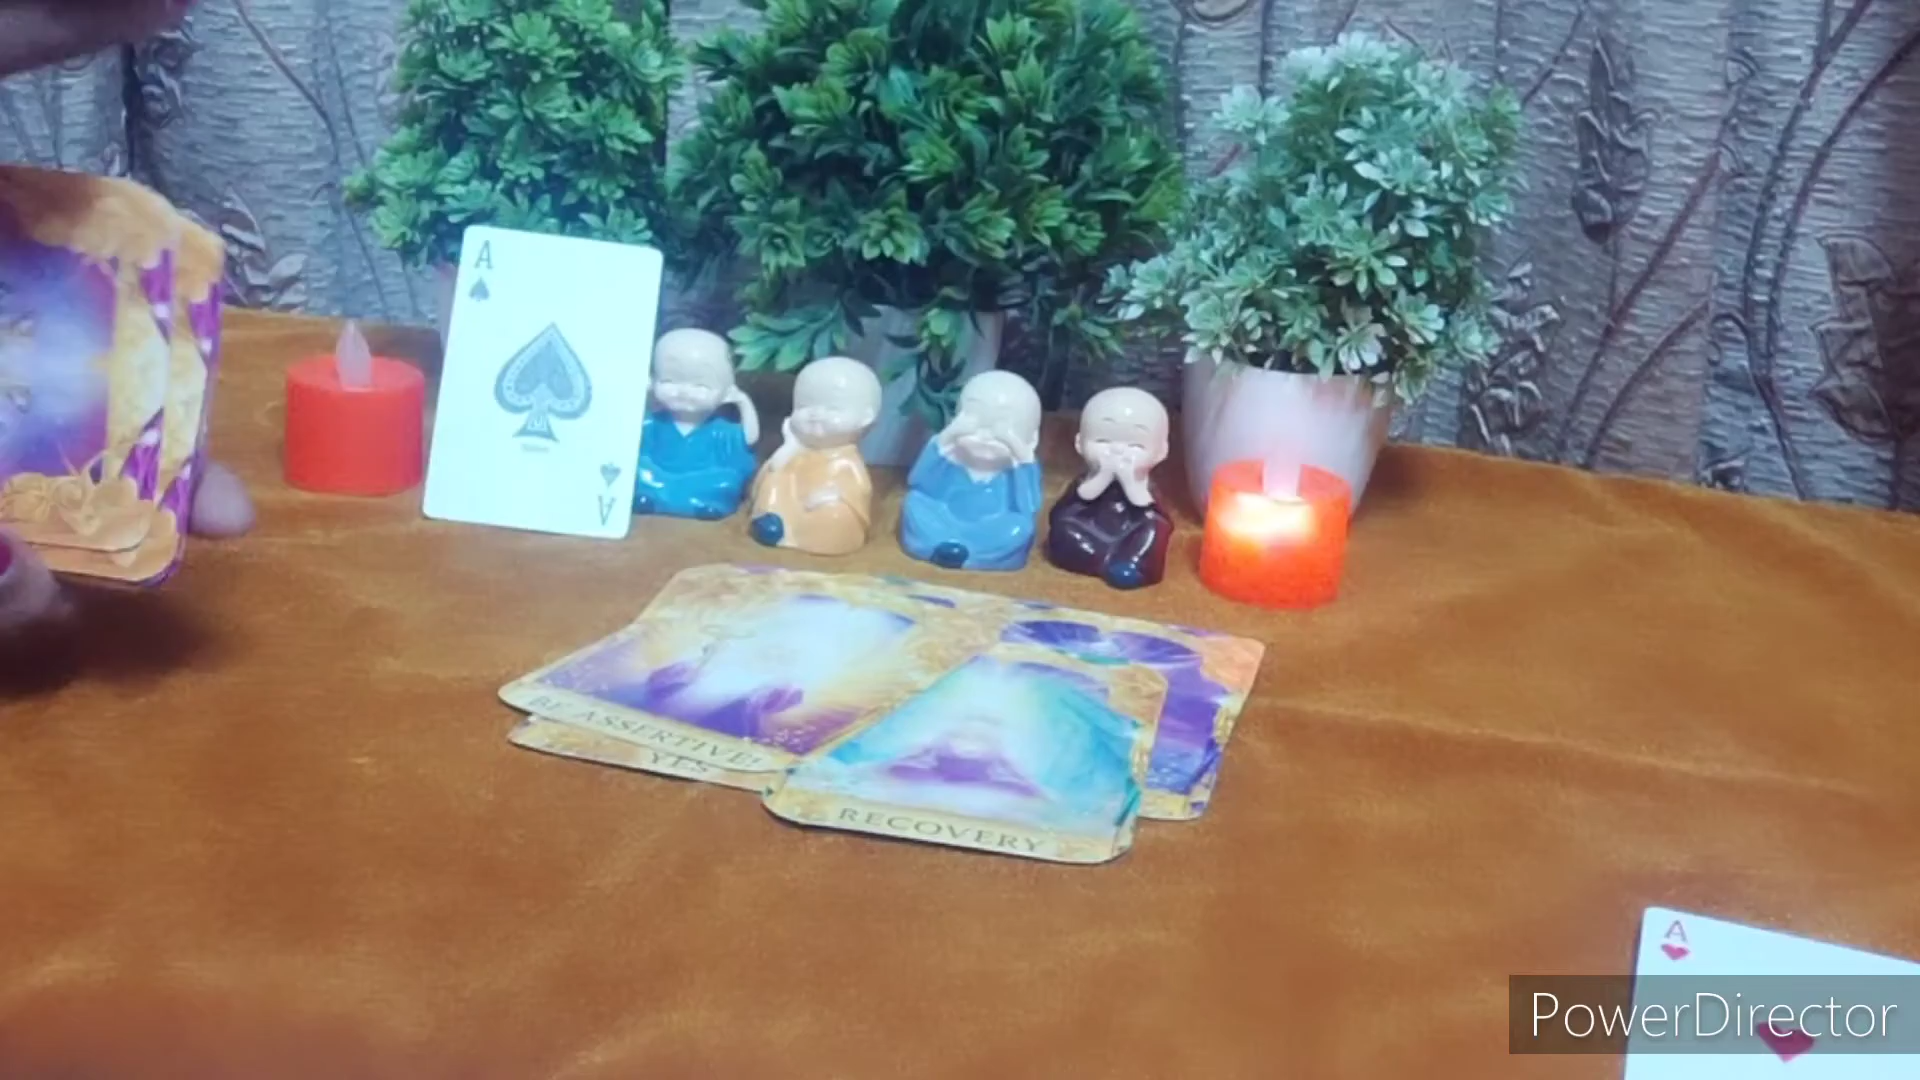 A
A
BE ASSERTIVE!
YES
RECOVERY
A
PowerDirector